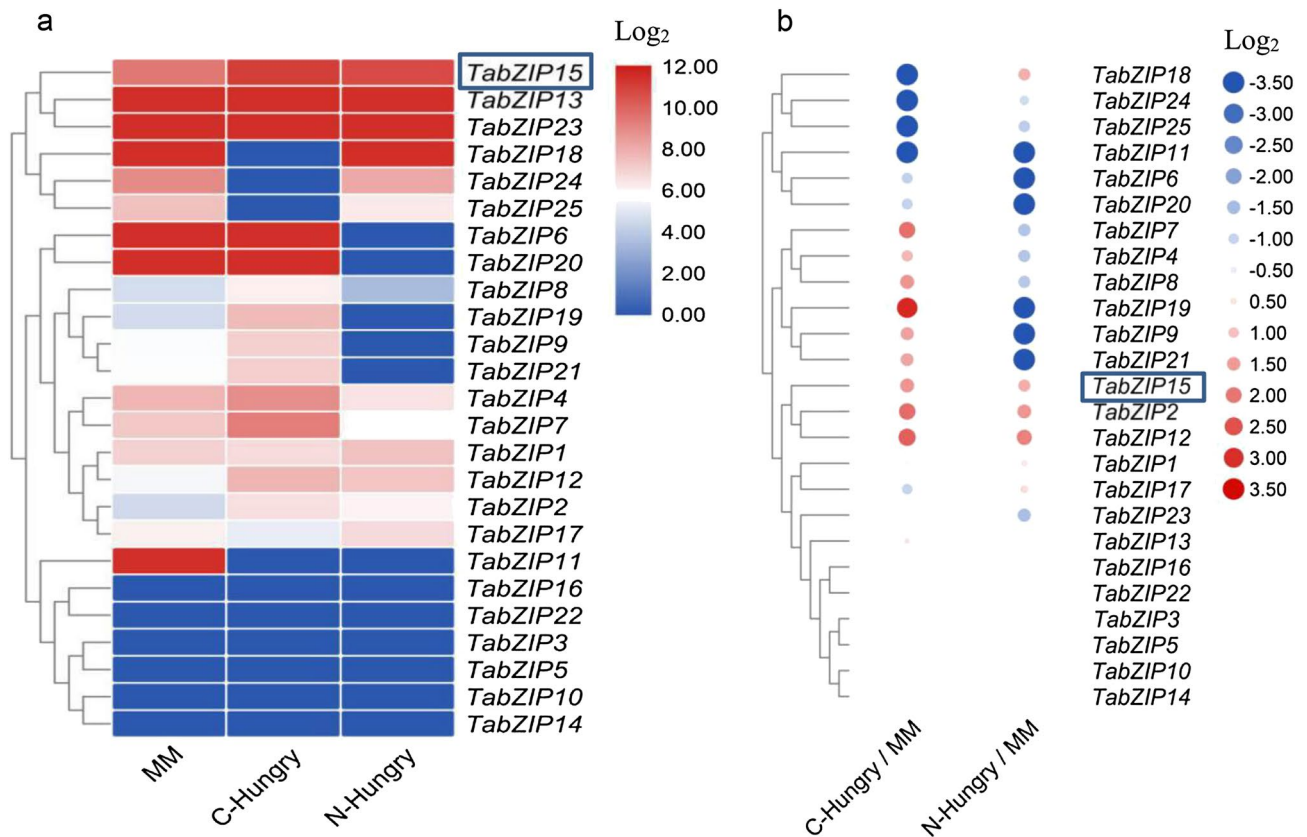 a
Log₂
TabZIP15
TabZIP13
TabZIP23
TabZIP18
TabZIP24
TabZIP25
TabZIP6
TabZIP20
TabZIP8
TabZIP19
TabZIP9
TabZIP21
TabZIP4
TabZIP7
TabZIP1
TabZIP12
TabZIP2
TabZIP17
TabZIP11
TabZIP16
TabZIP22
TabZIP3
TabZIP5
TabZIP10
TabZIP14
12.00
10.00
8.00
6.00
4.00
2.00
0.00
MM
C-Hungry
N-Hungry
b
Log₂
TabZIP18
TabZIP24
TabZIP25
TabZIP11
TabZIP6
TabZIP20
TabZIP7
TabZIP4
TabZIP8
TabZIP19
TabZIP9
TabZIP21
TabZIP15
TabZIP2
TabZIP12
TabZIP1
TabZIP17
TabZIP23
TabZIP13
TabZIP16
TabZIP22
TabZIP3
TabZIP5
TabZIP10
TabZIP14
-3.50
-3.00
-2.50
-2.00
-1.50
-1.00
-0.50
0.50
1.00
1.50
2.00
2.50
3.00
3.50
C-Hungry / MM
N-Hungry / MM